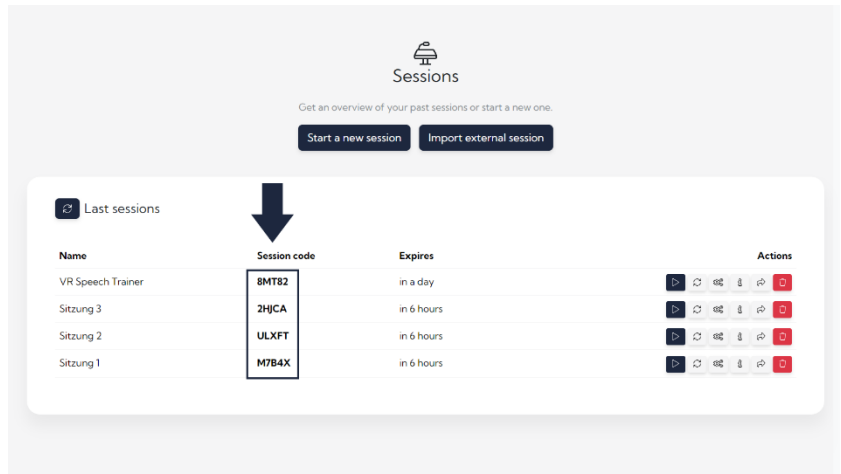 Sessions
Get an overview of your past sessions or start a new one.
Start a new session Import external session
Last sessions
Name Session code Expires Actions
VR Speech Trainer 8MT82 in a day
Sitzung 3 2HJCA in 6 hours
Sitzung 2 ULXFT in 6 hours
Sitzung 1 M7B4X in 6 hours